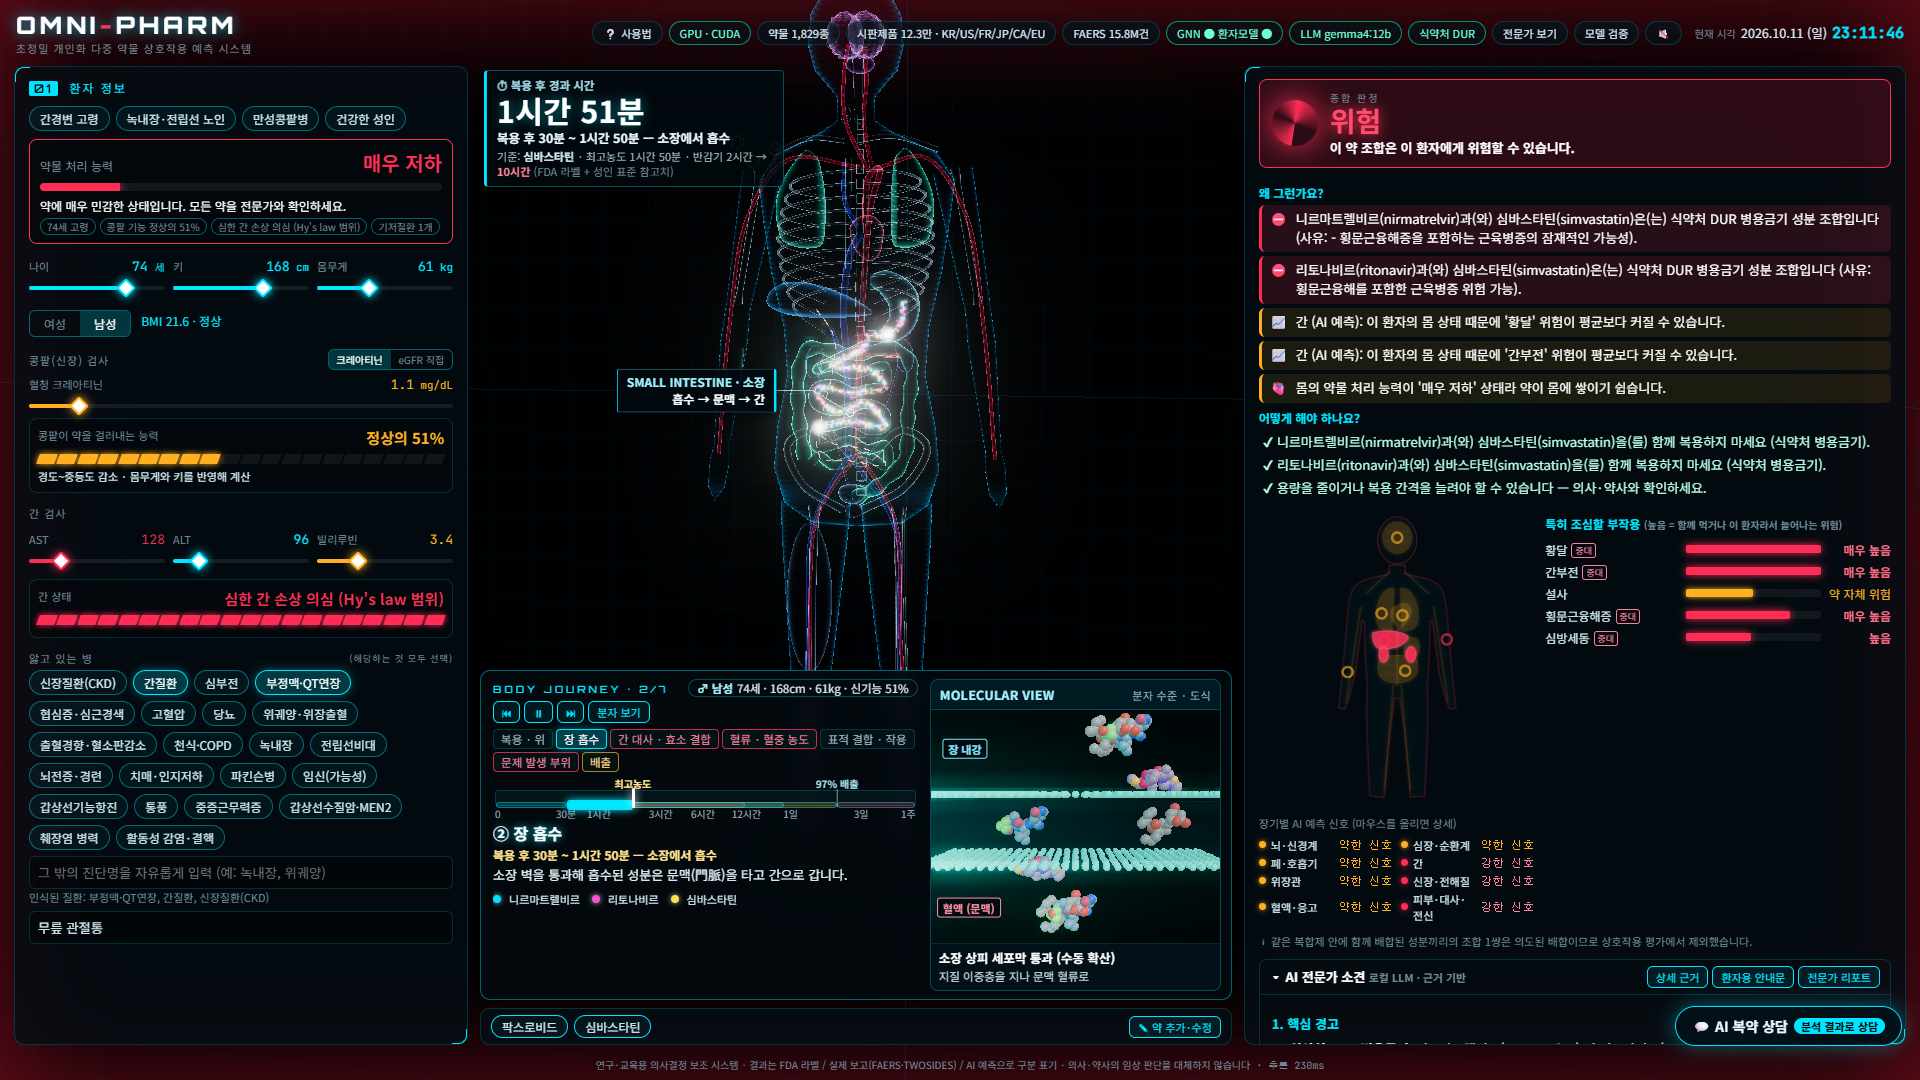 OMNI-PHARM
초정밀 개인화 다중 약물 상호작용 예측 시스템
? 사용법
GPU · CUDA
약물 1,829종
시판제품 12.3만 · KR/US/FR/JP/CA/EU
FAERS 15.8M건
GNN 환자모델
LLM gemma4:12b
식약처 DUR
전문가 보기
모델 검증
현재 시각 2026.10.11 (일) 23:11:46
01 환자 정보
간경변 고령
녹내장·전립선 노인
만성콩팥병
건강한 성인
약물 처리 능력 매우 저하
약에 매우 민감한 상태입니다. 모든 약을 전문가와 확인하세요.
74세 고령
콩팥 기능 정상의 51%
심한 간 손상 의심 (Hy's law 범위)
기저질환 1개
나이 74 세
키 168 cm
몸무게 61 kg
여성 남성 BMI 21.6 · 정상
콩팥(신장) 검사 크레아티닌 eGFR 직접
혈청 크레아티닌 1.1 mg/dL
콩팥이 약을 걸러내는 능력 정상의 51%
경도~중등도 감소 · 몸무게와 키를 반영해 계산
간 검사
AST 128
ALT 96
빌리루빈 3.4
간 상태 심한 간 손상 의심 (Hy's law 범위)
앓고 있는 병 (해당하는 것 모두 선택)
신장질환(CKD) 간질환 심부전 부정맥·QT연장
협심증·심근경색 고혈압 당뇨 위궤양·위장출혈
출혈경향·혈소판감소 천식·COPD 녹내장 전립선비대
뇌전증·경련 치매·인지저하 파킨슨병 임신(가능성)
갑상선기능항진 통풍 중증근무력증 갑상선수질암·MEN2
췌장염 병력 활동성 감염·결핵
그 밖의 진단명을 자유롭게 입력 (예: 녹내장, 위궤양)
인식된 질환: 부정맥·QT연장, 간질환, 신장질환(CKD)
무릎 관절통
복용 후 경과 시간
1시간 51분
복용 후 30분 ~ 1시간 50분 — 소장에서 흡수
기준: 심바스타틴 · 최고농도 1시간 50분 · 반감기 2시간 →
10시간 (FDA 라벨 + 성인 표준 참고치)
SMALL INTESTINE · 소장
흡수 → 문맥 → 간
BODY JOURNEY · 2/7
♂ 남성 74세 · 168cm · 61kg · 신기능 51%
분자 보기
복용 · 위 장 흡수 간 대사 · 효소 결합 혈류 · 혈중 농도 표적 결합 · 작용
문제 발생 부위 배출
최고농도 97% 배출
0 30분 1시간 3시간 6시간 12시간 1일 3일 1주
② 장 흡수
복용 후 30분 ~ 1시간 50분 — 소장에서 흡수
소장 벽을 통과해 흡수된 성분은 문맥(門脈)을 타고 간으로 갑니다.
니르마트렐비르 리토나비르 심바스타틴
MOLECULAR VIEW 분자 수준 · 도식
장 내강
혈액 (문맥)
소장 상피 세포막 통과 (수동 확산)
지질 이중층을 지나 문맥 혈류로
팍스로비드 심바스타틴 약 추가·수정
종합 판정
위험
이 약 조합은 이 환자에게 위험할 수 있습니다.
왜 그런가요?
니르마트렐비르(nirmatrelvir)과(와) 심바스타틴(simvastatin)은(는) 식약처 DUR 병용금기 성분 조합입니다
(사유: - 횡문근융해증을 포함하는 근육병증의 잠재적인 가능성).
리토나비르(ritonavir)과(와) 심바스타틴(simvastatin)은(는) 식약처 DUR 병용금기 성분 조합입니다 (사유:
횡문근융해를 포함한 근육병증 위험 가능).
간 (AI 예측): 이 환자의 몸 상태 때문에 '황달' 위험이 평균보다 커질 수 있습니다.
간 (AI 예측): 이 환자의 몸 상태 때문에 '간부전' 위험이 평균보다 커질 수 있습니다.
몸의 약물 처리 능력이 '매우 저하' 상태라 약이 몸에 쌓이기 쉽습니다.
어떻게 해야 하나요?
✓ 니르마트렐비르(nirmatrelvir)과(와) 심바스타틴(simvastatin)을(를) 함께 복용하지 마세요 (식약처 병용금기).
✓ 리토나비르(ritonavir)과(와) 심바스타틴(simvastatin)을(를) 함께 복용하지 마세요 (식약처 병용금기).
✓ 용량을 줄이거나 복용 간격을 늘려야 할 수 있습니다 — 의사·약사와 확인하세요.
특히 조심할 부작용 (높음 = 함께 먹거나 이 환자라서 늘어나는 위험)
황달 중대 매우 높음
간부전 중대 매우 높음
설사 약 자체 위험
횡문근융해증 중대 매우 높음
심방세동 중대 높음
장기별 AI 예측 신호 (마우스를 올리면 상세)
뇌·신경계 약한 신호 심장·순환계 약한 신호
폐·호흡기 약한 신호 간 강한 신호
위장관 약한 신호 신장·전해질 강한 신호
혈액·응고 약한 신호 피부·대사·전신 강한 신호
같은 복합제 안에 함께 배합된 성분끼리의 조합 1쌍은 의도된 배합이므로 상호작용 평가에서 제외했습니다.
AI 전문가 소견 로컬 LLM · 근거 기반
상세 근거 환자용 안내문 전문가 리포트
1. 핵심 경고
AI 복약 상담 분석 결과로 상담
연구·교육용 의사결정 보조 시스템 · 결과는 FDA 라벨 / 실제 보고(FAERS·TWOSIDES) / AI 예측으로 구분 표기 · 의사·약사의 임상 판단을 대체하지 않습니다 · 추론 230ms